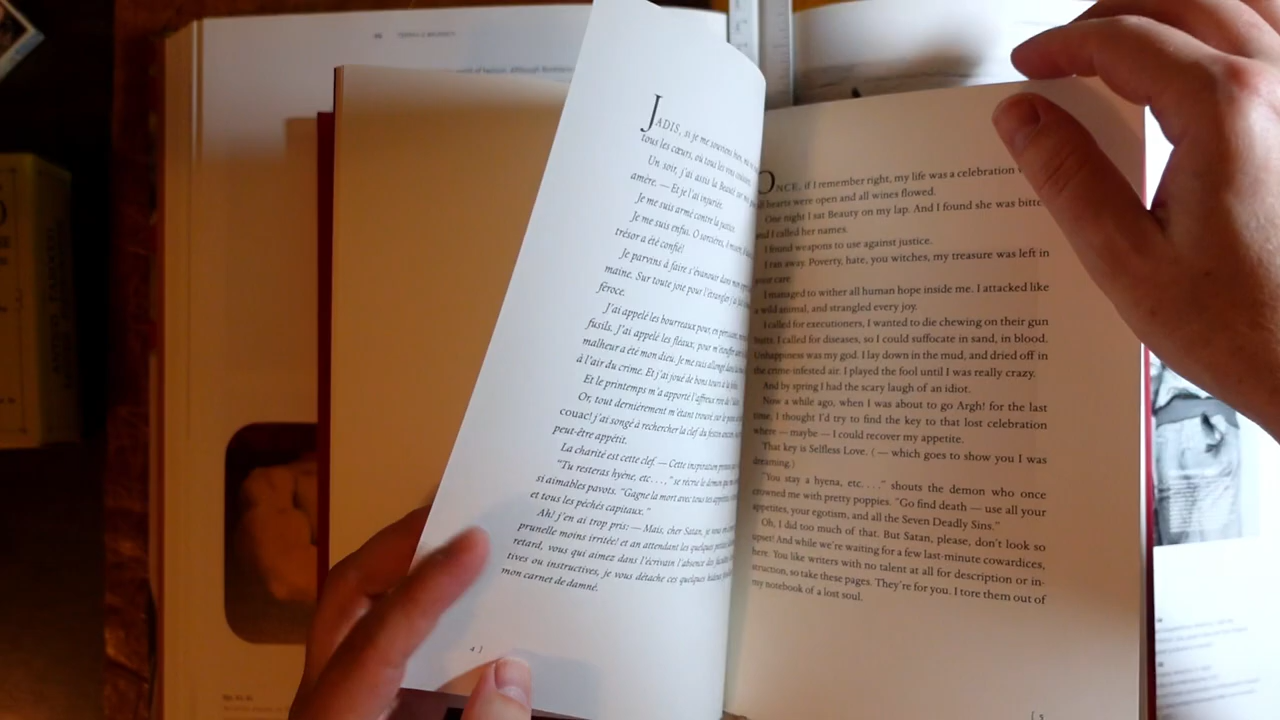 JADIS, si je me souviens bien, ma
tous les cœurs, où tous les vins coulaient.
Un soir, j'ai assis la Beauté sur mes
amère. — Et je l'ai injuriée.
Je me suis armé contre la justice.
Je me suis enfui. O sorcières, ô misère, ô
trésor a été confié!
Je parvins à faire s'évanouir dans mon
maine. Sur toute joie pour l'étrangler j'ai
féroce.
J'ai appelé les bourreaux pour, en périssant,
fusils. J'ai appelé les fléaux, pour m'étouffer
malheur a été mon dieu. Je me suis allongé dans la
à l'air du crime. Et j'ai joué de bons tours à la folie.
Et le printemps m'a apporté l'affreux rire de l'idiot.
Or, tout dernièrement m'étant trouvé sur le point
couac! j'ai songé à rechercher la clef du festin ancien,
peut-être appétit.
La charité est cette clef. — Cette inspiration prouve
"Tu resteras hyène, etc....," se récrie le démon qui me
si aimables pavots. "Gagne la mort avec tous tes appétits,
et tous les péchés capitaux."
Ah! j'en ai trop pris: — Mais, cher Satan, je vous en
prunelle moins irritée! et en attendant les quelques petites
retard, vous qui aimez dans l'écrivain l'absence des facultés
tives ou instructives, je vous détache ces quelques hideux
mon carnet de damné.
4 }
ONCE, if I remember right, my life was a celebration
all hearts were open and all wines flowed.
One night I sat Beauty on my lap. And I found she was bitter
and I called her names.
I found weapons to use against justice.
I ran away. Poverty, hate, you witches, my treasure was left in
your care.
I managed to wither all human hope inside me. I attacked like
a wild animal, and strangled every joy.
I called for executioners, I wanted to die chewing on their gun
butts. I called for diseases, so I could suffocate in sand, in blood.
Unhappiness was my god. I lay down in the mud, and dried off in
the crime-infested air. I played the fool until I was really crazy.
And by spring I had the scary laugh of an idiot.
Now a while ago, when I was about to go Argh! for the last
time, I thought I'd try to find the key to that lost celebration
where — maybe — I could recover my appetite.
That key is Selfless Love. ( — which goes to show you I was
dreaming.)
"You stay a hyena, etc. . . ." shouts the demon who once
crowned me with pretty poppies. "Go find death — use all your
appetites, your egotism, and all the Seven Deadly Sins."
Oh, I did too much of that. But Satan, please, don't look so
upset! And while we're waiting for a few last-minute cowardices,
here. You like writers with no talent at all for description or in-
struction, so take these pages. They're for you. I tore them out of
my notebook of a lost soul.
{ 5